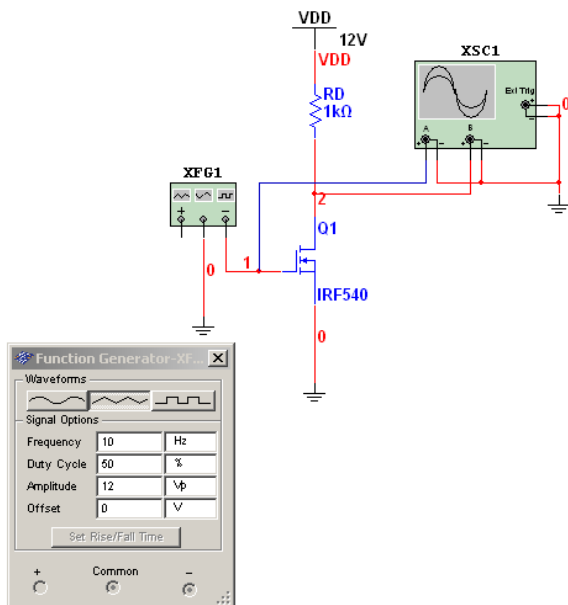 VDD
12V
VDD
XSC1
RD
1kΩ
Ext Trig
+
-
0
A
B
+ - + -
XFG1
+ -
2
Q1
1
0
IRF540
0
Function Generator-XF...
Waveforms
Signal Options
Frequency 10 Hz
Duty Cycle 50 %
Amplitude 12 Vp
Offset 0 V
Set Rise/Fall Time
+ Common -